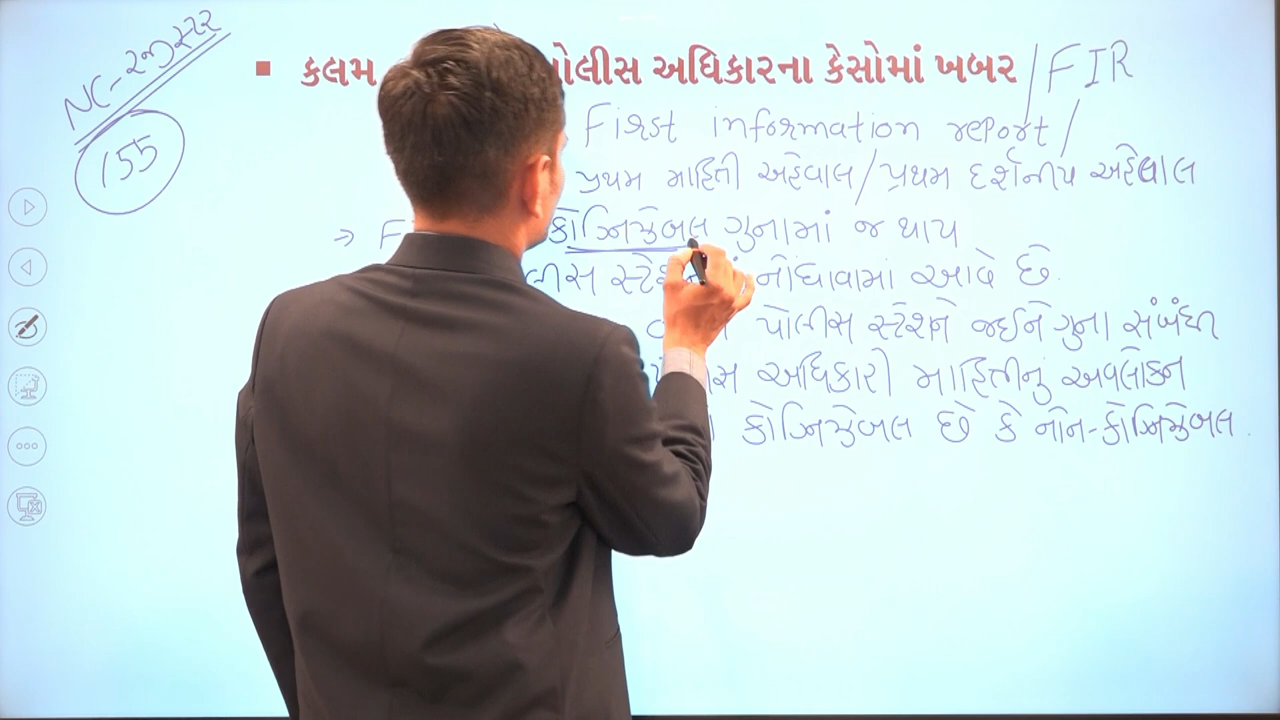 NC-રજીસ્ટર
155
▪ કલમ પોલીસ અધિકારના કેસોમાં ખબર / FIR
First information report /
પ્રથમ માહિતી અહેવાલ / પ્રથમ દર્શનીય અહેવાલ
⇒ કોગ્નિઝેબલ ગુનામાં જ થાય
સ્ટેશનમાં નોંધાવામાં આવે છે.
પોલીસ સ્ટેશને જઈને ગુના સંબંધી
અધિકારી માહિતીનું અવલોકન
કોગ્નિઝેબલ છે કે નોન-કોગ્નિઝેબલ.